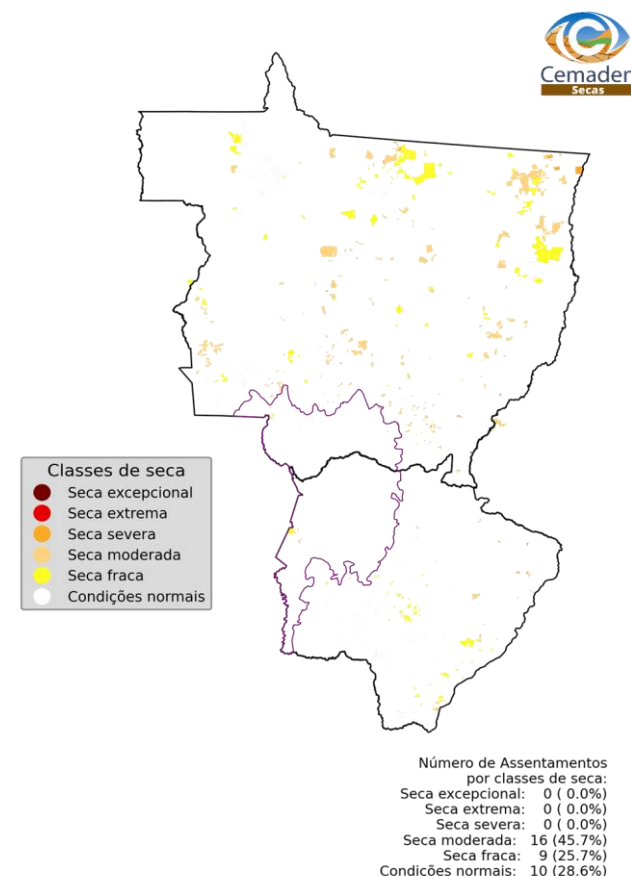 Cemaden
Secas
Classes de seca
Seca excepcional
Seca extrema
Seca severa
Seca moderada
Seca fraca
Condições normais
Número de Assentamentos
por classes de seca:
Seca excepcional: 0 ( 0.0%)
Seca extrema: 0 ( 0.0%)
Seca severa: 0 ( 0.0%)
Seca moderada: 16 (45.7%)
Seca fraca: 9 (25.7%)
Condições normais: 10 (28.6%)